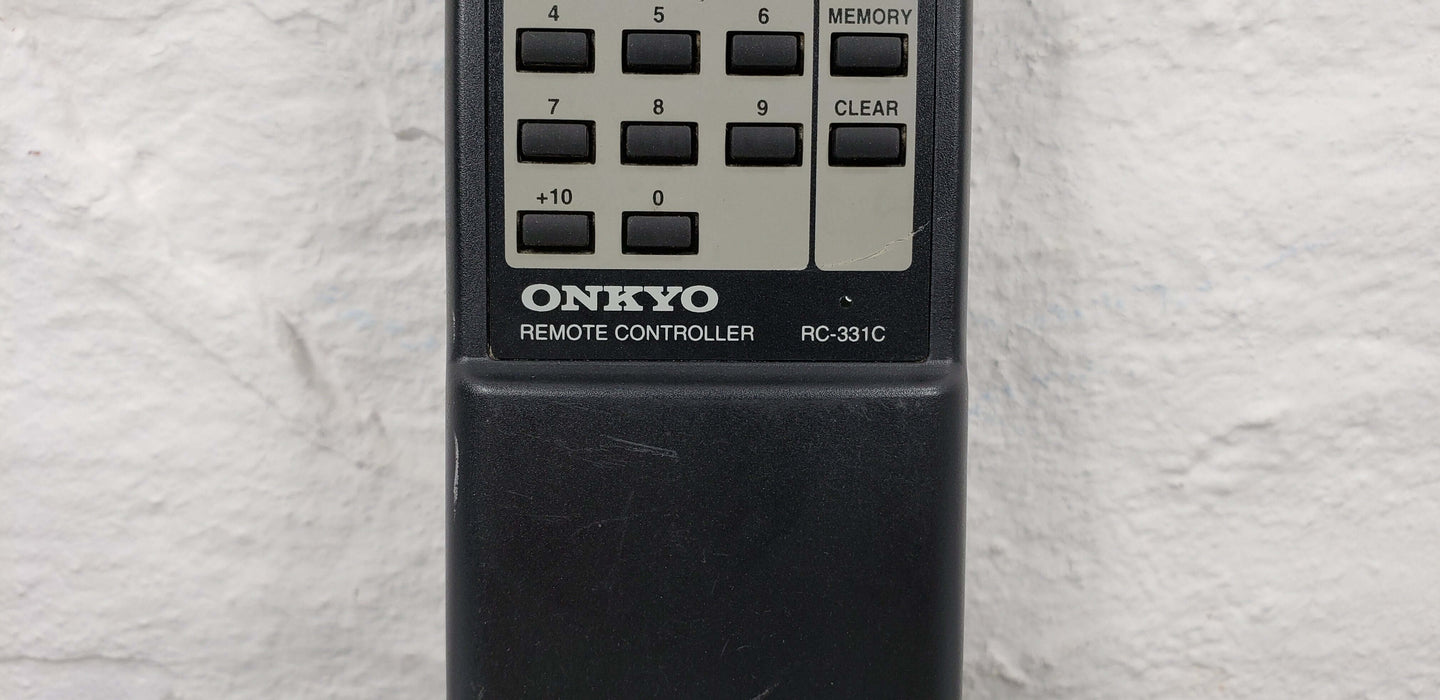 4 5 6 MEMORY
7 8 9 CLEAR
+10 0
ONKYO
REMOTE CONTROLLER RC-331C